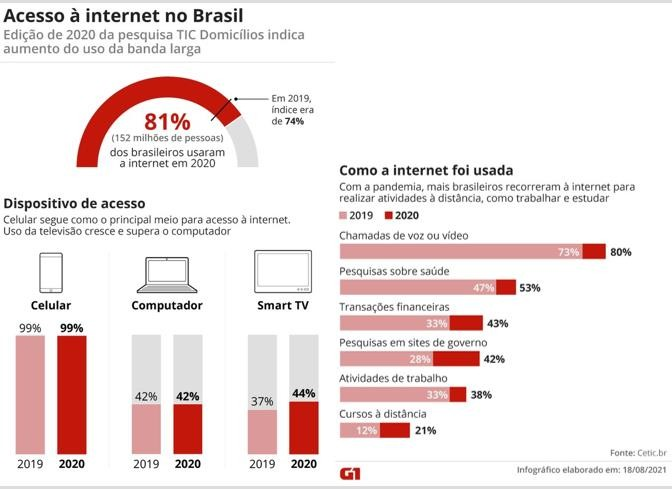 Acesso à internet no Brasil
Edição de 2020 da pesquisa TIC Domicílios indica
aumento do uso da banda larga
81%
(152 milhões de pessoas)
dos brasileiros usaram
a internet em 2020
Em 2019,
índice era
de 74%
Dispositivo de acesso
Celular segue como o principal meio para acesso à internet.
Uso da televisão cresce e supera o computador
Celular
99%
99%
2019
2020
Computador
42%
42%
2019
2020
Smart TV
37%
44%
2019
2020
Como a internet foi usada
Com a pandemia, mais brasileiros recorreram à internet para
realizar atividades à distância, como trabalhar e estudar
2019 2020
Chamadas de voz ou vídeo
73% 80%
Pesquisas sobre saúde
47% 53%
Transações financeiras
33% 43%
Pesquisas em sites de governo
28% 42%
Atividades de trabalho
33% 38%
Cursos à distância
12% 21%
Fonte: Cetic.br
G1
Infográfico elaborado em: 18/08/2021